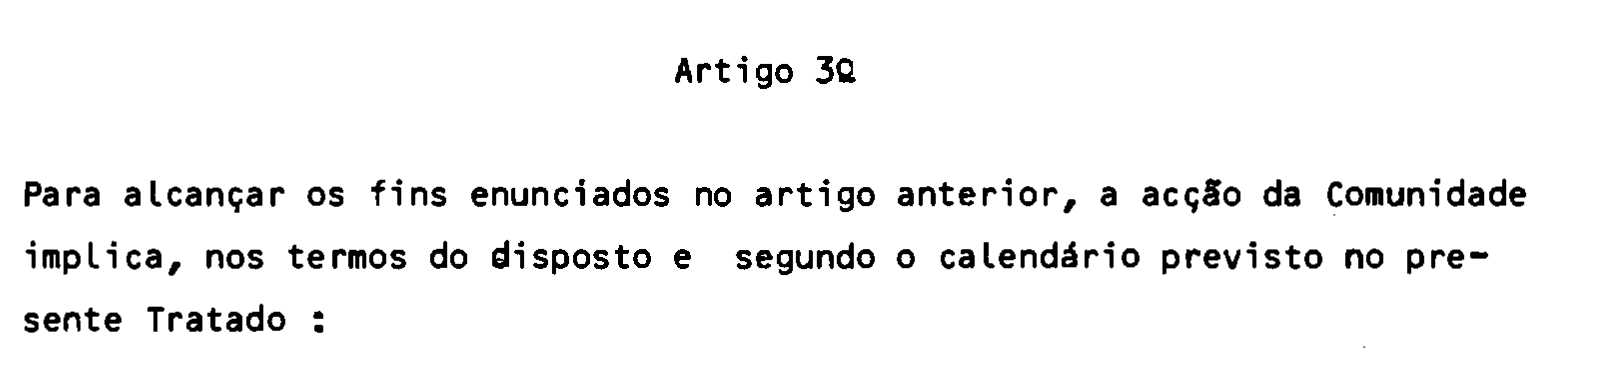 Artigo 3º
Para alcançar os fins enunciados no artigo anterior, a acção da Comunidade
implica, nos termos do disposto e segundo o calendário previsto no pre-
sente Tratado :